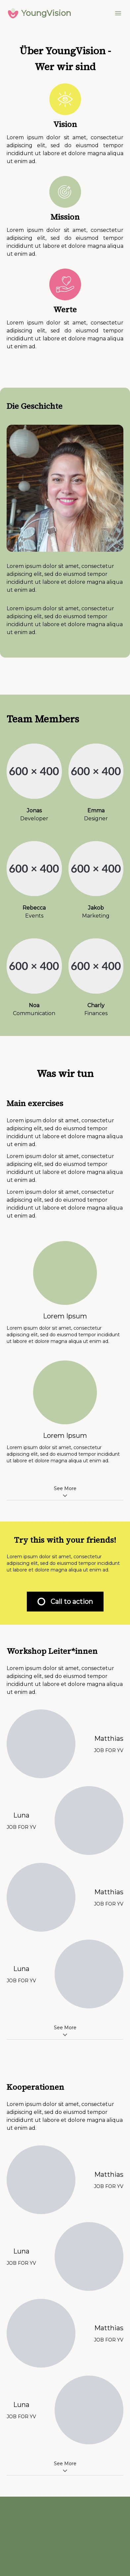 YoungVision
Über YoungVision -
Wer wir sind
Vision
Lorem ipsum dolor sit amet, consectetur
adipiscing elit, sed do eiusmod tempor
incididunt ut labore et dolore magna aliqua
ut enim ad.
Mission
Lorem ipsum dolor sit amet, consectetur
adipiscing elit, sed do eiusmod tempor
incididunt ut labore et dolore magna aliqua
ut enim ad.
Werte
Lorem ipsum dolor sit amet, consectetur
adipiscing elit, sed do eiusmod tempor
incididunt ut labore et dolore magna aliqua
ut enim ad.
Die Geschichte
Lorem ipsum dolor sit amet, consectetur
adipiscing elit, sed do eiusmod tempor
incididunt ut labore et dolore magna aliqua
ut enim ad.
Lorem ipsum dolor sit amet, consectetur
adipiscing elit, sed do eiusmod tempor
incididunt ut labore et dolore magna aliqua
ut enim ad.
Team Members
600 × 400 600 × 400
Jonas Emma
Developer Designer
600 × 400 600 × 400
Rebecca Jakob
Events Marketing
600 × 400 600 × 400
Noa Charly
Communication Finances
Was wir tun
Main exercises
Lorem ipsum dolor sit amet, consectetur
adipiscing elit, sed do eiusmod tempor
incididunt ut labore et dolore magna aliqua
ut enim ad.
Lorem ipsum dolor sit amet, consectetur
adipiscing elit, sed do eiusmod tempor
incididunt ut labore et dolore magna aliqua
ut enim ad.
Lorem ipsum dolor sit amet, consectetur
adipiscing elit, sed do eiusmod tempor
incididunt ut labore et dolore magna aliqua
ut enim ad.
Lorem Ipsum
Lorem ipsum dolor sit amet, consectetur
adipiscing elit, sed do eiusmod tempor incididunt
ut labore et dolore magna aliqua ut enim ad.
Lorem Ipsum
Lorem ipsum dolor sit amet, consectetur
adipiscing elit, sed do eiusmod tempor incididunt
ut labore et dolore magna aliqua ut enim ad.
See More
Try this with your friends!
Lorem ipsum dolor sit amet, consectetur
adipiscing elit, sed do eiusmod tempor incididunt
ut labore et dolore magna aliqua ut enim ad.
Call to action
Workshop Leiter*innen
Lorem ipsum dolor sit amet, consectetur
adipiscing elit, sed do eiusmod tempor
incididunt ut labore et dolore magna aliqua
ut enim ad.
Matthias
JOB FOR YV
Luna
JOB FOR YV
Matthias
JOB FOR YV
Luna
JOB FOR YV
See More
Kooperationen
Lorem ipsum dolor sit amet, consectetur
adipiscing elit, sed do eiusmod tempor
incididunt ut labore et dolore magna aliqua
ut enim ad.
Matthias
JOB FOR YV
Luna
JOB FOR YV
Matthias
JOB FOR YV
Luna
JOB FOR YV
See More